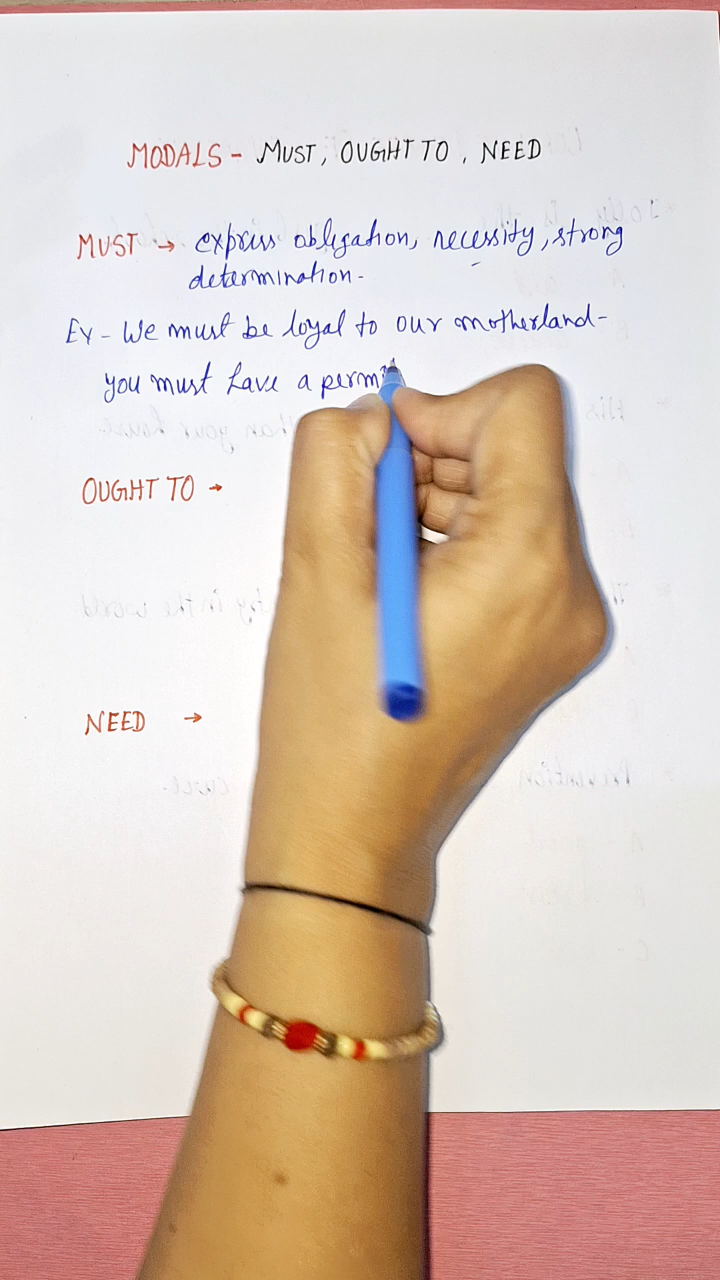 MODALS - MUST, OUGHT TO, NEED
MUST → express obligation, necessity, strong
determination.
Ex - We must be loyal to our motherland-
you must have a perm
OUGHT TO →
NEED →